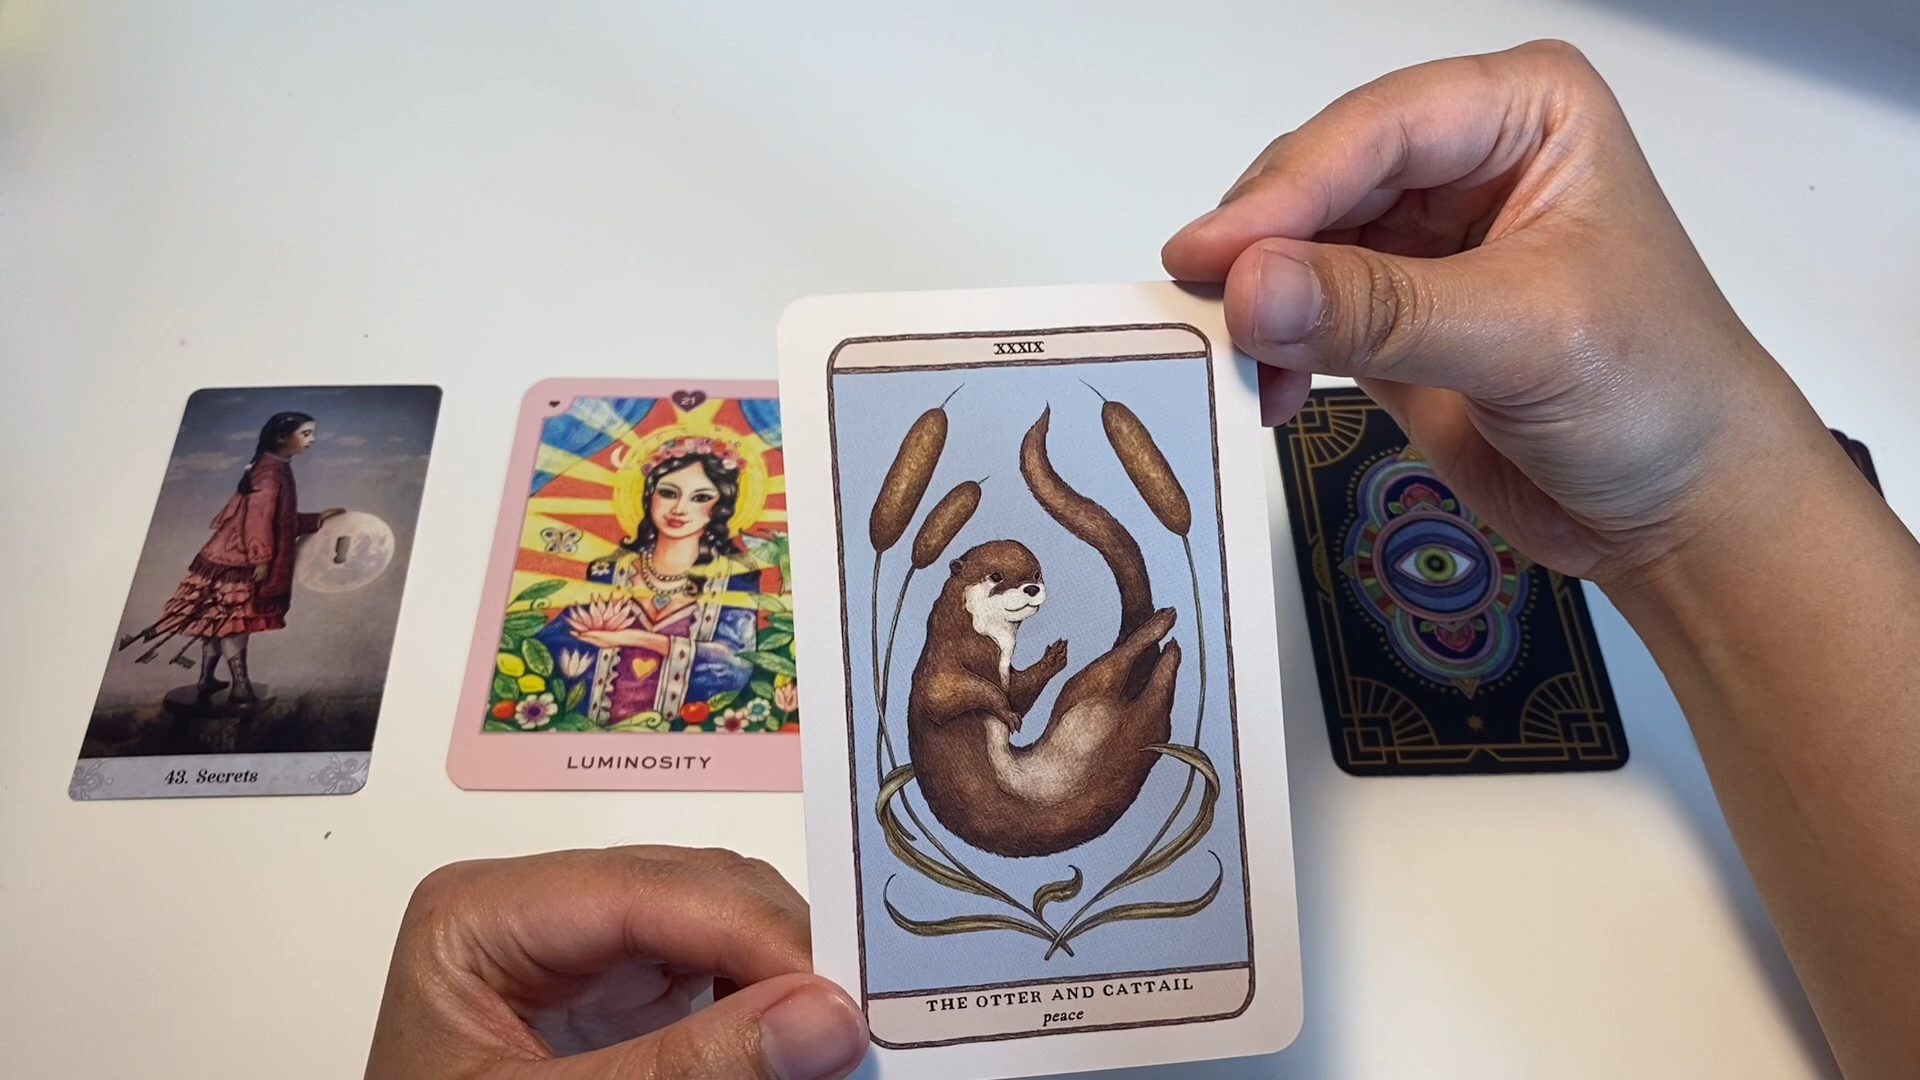 43. Secrets
21
LUMINOSITY
XXXIX
THE OTTER AND CATTAIL
peace